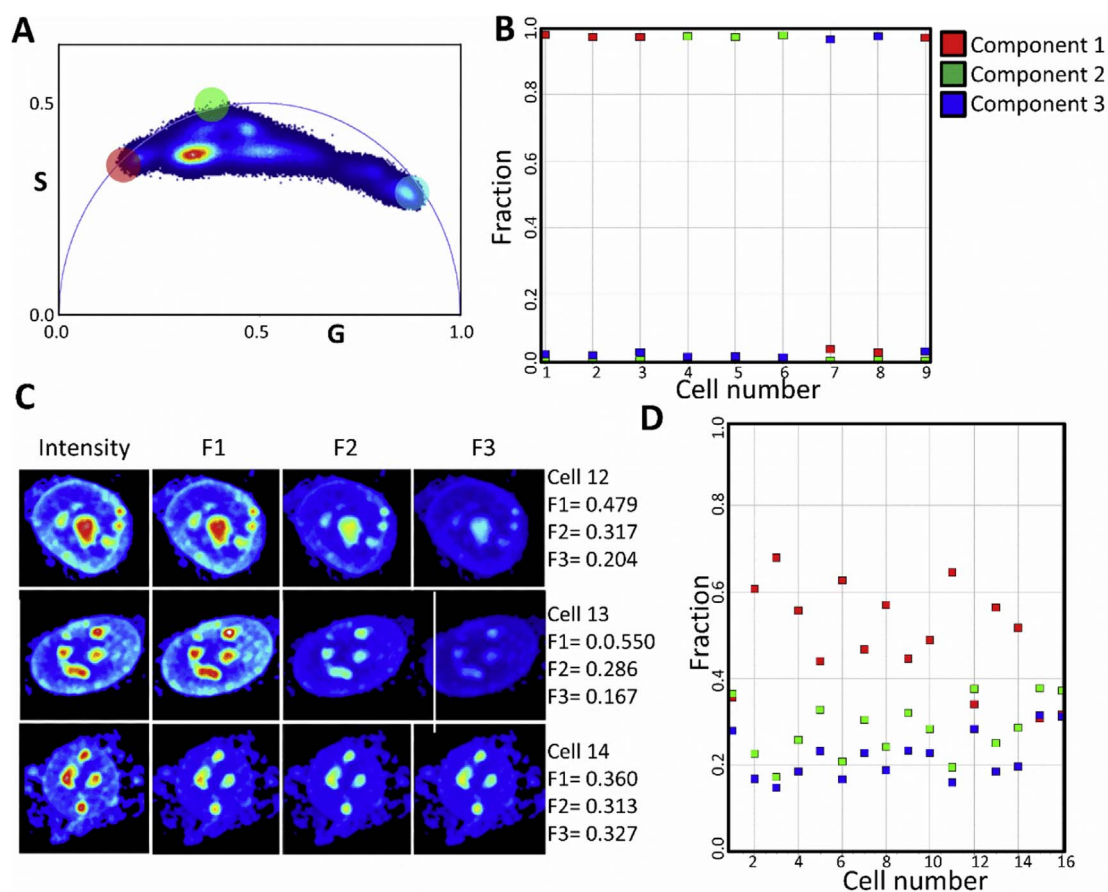 A
S
0.5
0.0
0.0
0.5
1.0
G
B
Fraction
1.0
0.8
0.6
0.4
0.2
0.0
1
2
3
4
5
6
7
8
9
Cell number
Component 1
Component 2
Component 3
C
Intensity
F1
F2
F3
Cell 12
F1= 0.479
F2= 0.317
F3= 0.204
Cell 13
F1= 0.0.550
F2= 0.286
F3= 0.167
Cell 14
F1= 0.360
F2= 0.313
F3= 0.327
D
Fraction
1.0
0.8
0.6
0.4
0.2
0.0
2
4
6
8
10
12
14
16
Cell number